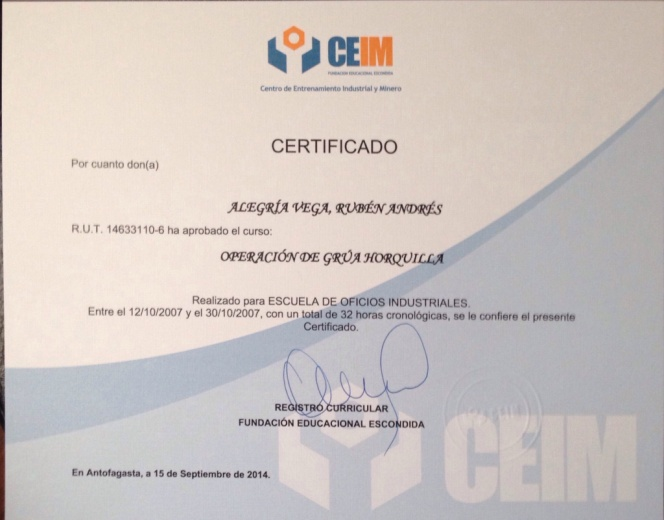 CEIM
FUNDACIÓN EDUCACIONAL ESCONDIDA
Centro de Entrenamiento Industrial y Minero
CERTIFICADO
Por cuanto don(a)
ALEGRÍA VEGA, RUBÉN ANDRÉS
R.U.T. 14633110-6 ha aprobado el curso:
OPERACIÓN DE GRÚA HORQUILLA
Realizado para ESCUELA DE OFICIOS INDUSTRIALES.
Entre el 12/10/2007 y el 30/10/2007, con un total de 32 horas cronológicas, se le confiere el presente
Certificado.
REGISTRO CURRICULAR
FUNDACIÓN EDUCACIONAL ESCONDIDA
CEIM
En Antofagasta, a 15 de Septiembre de 2014.